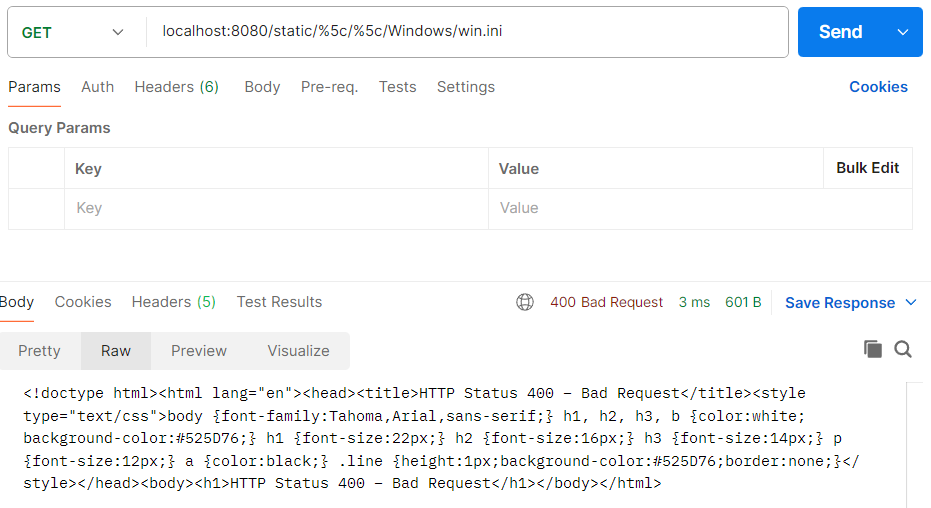 GET localhost:8080/static/%5c/%5c/Windows/win.ini Send
Params Auth Headers (6) Body Pre-req. Tests Settings Cookies
Query Params
Key Value Bulk Edit
Key Value
Body Cookies Headers (5) Test Results 400 Bad Request 3 ms 601 B Save Response
Pretty Raw Preview Visualize
<!doctype html><html lang="en"><head><title>HTTP Status 400 – Bad Request</title><style
type="text/css">body {font-family:Tahoma,Arial,sans-serif;} h1, h2, h3, b {color:white;
background-color:#525D76;} h1 {font-size:22px;} h2 {font-size:16px;} h3 {font-size:14px;} p
{font-size:12px;} a {color:black;} .line {height:1px;background-color:#525D76;border:none;}</
style></head><body><h1>HTTP Status 400 – Bad Request</h1></body></html>